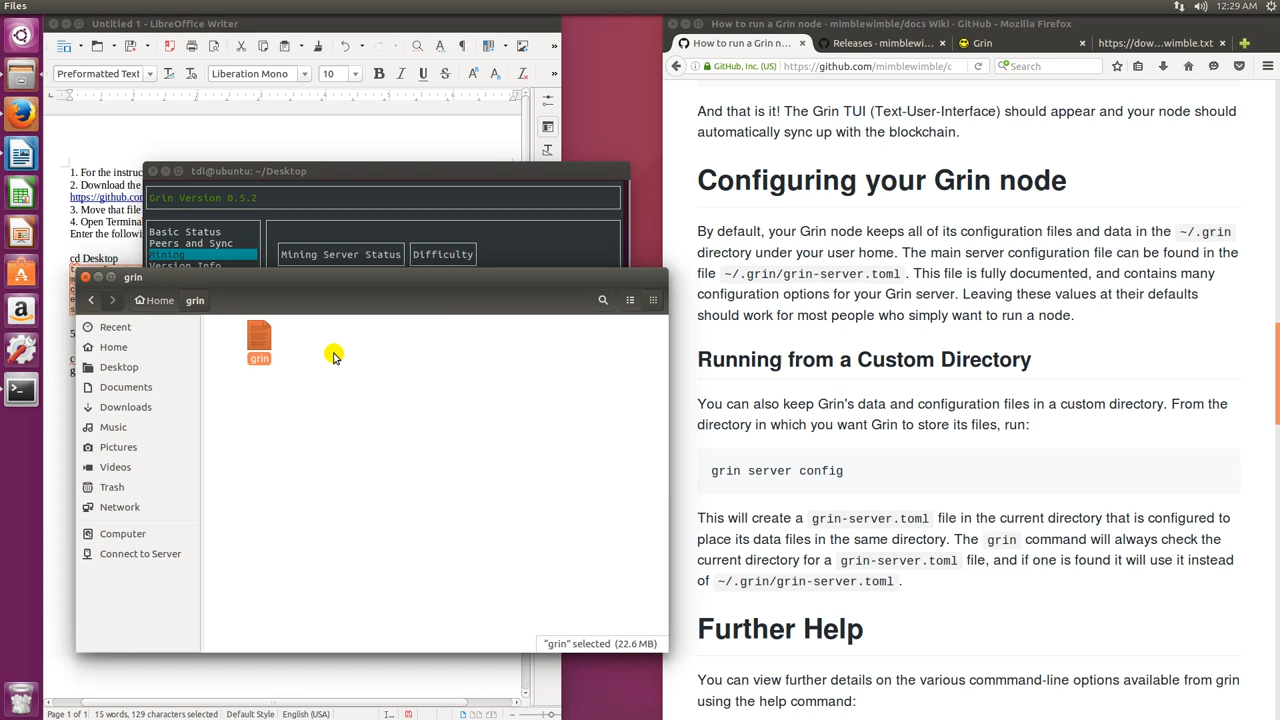 Files
12:29 AM
Untitled 1 - LibreOffice Writer
Preformatted Text
Liberation Mono
10
1. For the instruc
2. Download the
https://github.com
3. Move that file
4. Open Terminal
Enter the followi
cd Desktop
tdl@ubuntu: ~/Desktop
Grin Version 0.5.2
Basic Status
Peers and Sync
Mining
Version Info
Mining Server Status
Difficulty
grin
Home
grin
Recent
Home
Desktop
Documents
Downloads
Music
Pictures
Videos
Trash
Network
Computer
Connect to Server
grin
"grin" selected (22.6 MB)
Page 1 of 1
15 words, 129 characters selected
Default Style
English (USA)
How to run a Grin node - mimblewimble/docs Wiki - GitHub - Mozilla Firefox
How to run a Grin n...
Releases - mimblewi...
Grin
https://dow...wimble.txt
GitHub, Inc. (US)
https://github.com/mimblewimble/c
Search
And that is it! The Grin TUI (Text-User-Interface) should appear and your node should
automatically sync up with the blockchain.
Configuring your Grin node
By default, your Grin node keeps all of its configuration files and data in the ~/.grin
directory under your user home. The main server configuration file can be found in the
file ~/.grin/grin-server.toml . This file is fully documented, and contains many
configuration options for your Grin server. Leaving these values at their defaults
should work for most people who simply want to run a node.
Running from a Custom Directory
You can also keep Grin's data and configuration files in a custom directory. From the
directory in which you want Grin to store its files, run:
grin server config
This will create a grin-server.toml file in the current directory that is configured to
place its data files in the same directory. The grin command will always check the
current directory for a grin-server.toml file, and if one is found it will use it instead
of ~/.grin/grin-server.toml .
Further Help
You can view further details on the various commmand-line options available from grin
using the help command: